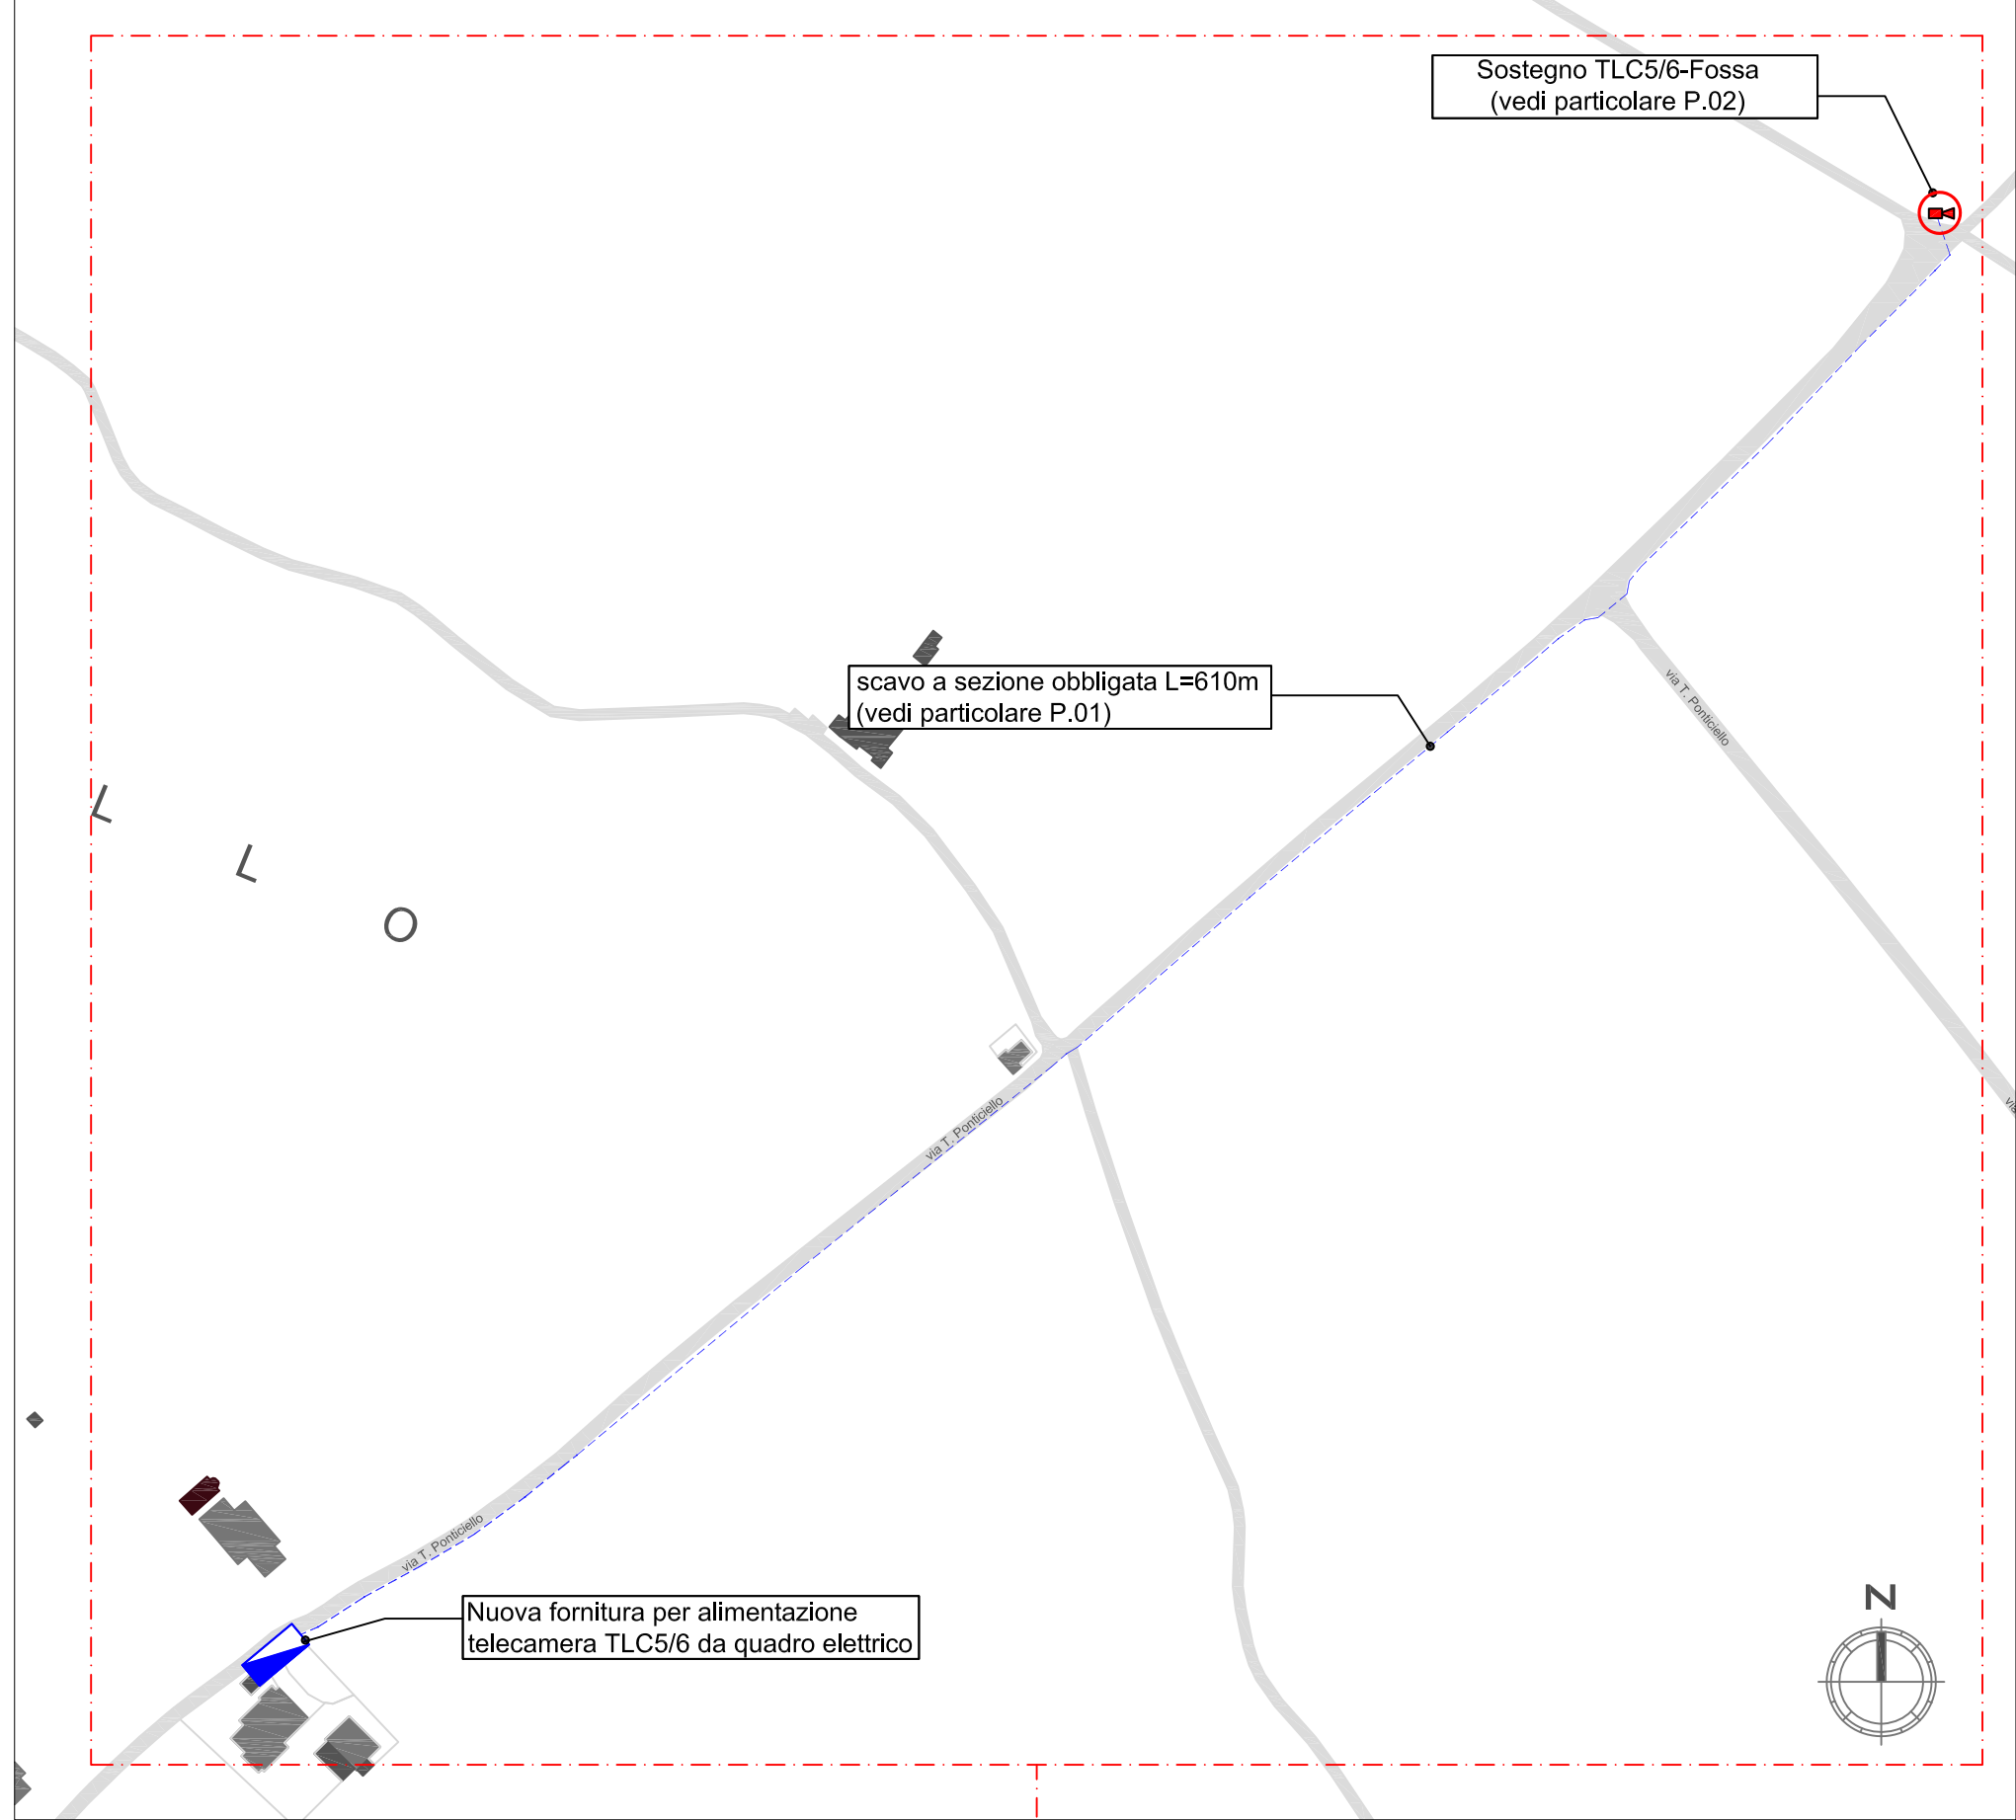 Sostegno TLC5/6-Fossa
(vedi particolare P.02)
scavo a sezione obbligata L=610m
(vedi particolare P.01)
via T. Ponticiello
L
L
O
via T. Ponticiello
via
via T. Ponticiello
Nuova fornitura per alimentazione
telecamera TLC5/6 da quadro elettrico
N